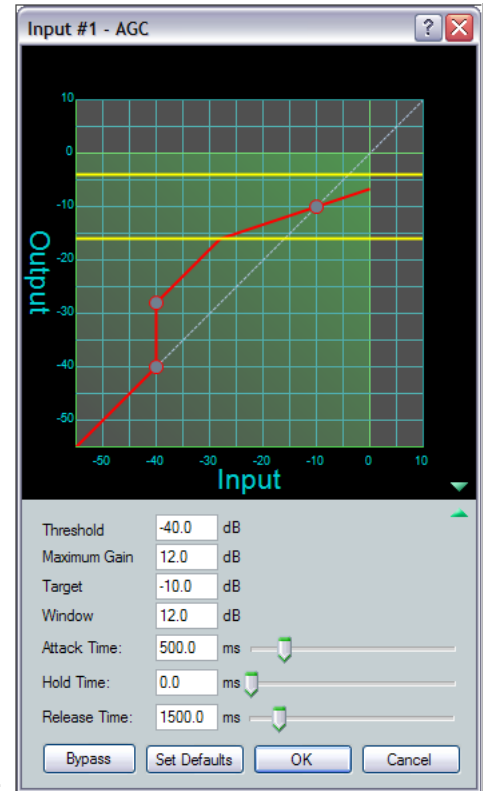 Input #1 - AGC
?
10
0
-10
-20
-30
-40
-50
Output
-50 -40 -30 -20 -10 0 10
Input
Threshold -40.0 dB
Maximum Gain 12.0 dB
Target -10.0 dB
Window 12.0 dB
Attack Time: 500.0 ms
Hold Time: 0.0 ms
Release Time: 1500.0 ms
Bypass Set Defaults OK Cancel